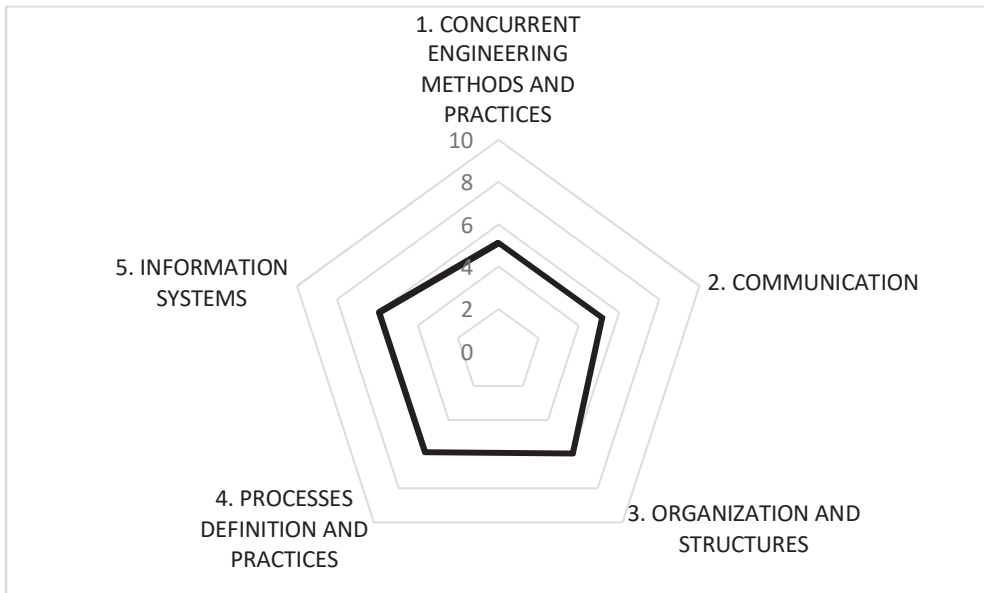 1. CONCURRENT
ENGINEERING
METHODS AND
PRACTICES
10
8
6
4
2
0
5. INFORMATION
SYSTEMS
2. COMMUNICATION
4. PROCESSES
DEFINITION AND
PRACTICES
3. ORGANIZATION AND
STRUCTURES